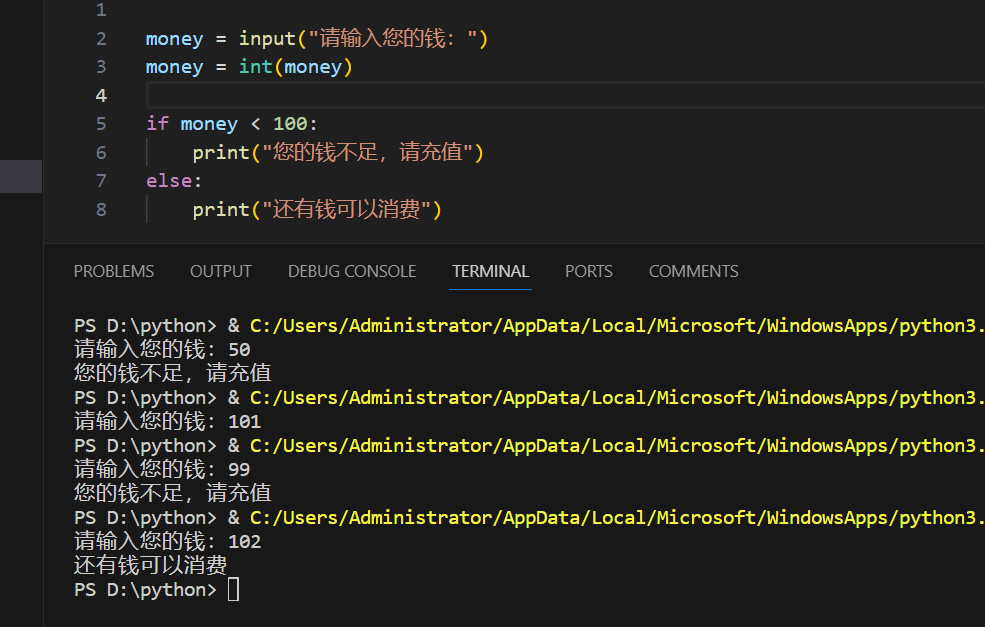 1
2 money = input("请输入您的钱: ")
3 money = int(money)
4
5 if money < 100:
6 print("您的钱不足，请充值")
7 else:
8 print("还有钱可以消费")
PROBLEMS OUTPUT DEBUG CONSOLE TERMINAL PORTS COMMENTS
PS D:\python> & C:/Users/Administrator/AppData/Local/Microsoft/WindowsApps/python3.
请输入您的钱: 50
您的钱不足，请充值
PS D:\python> & C:/Users/Administrator/AppData/Local/Microsoft/WindowsApps/python3.
请输入您的钱: 101
PS D:\python> & C:/Users/Administrator/AppData/Local/Microsoft/WindowsApps/python3.
请输入您的钱: 99
您的钱不足，请充值
PS D:\python> & C:/Users/Administrator/AppData/Local/Microsoft/WindowsApps/python3.
请输入您的钱: 102
还有钱可以消费
PS D:\python>